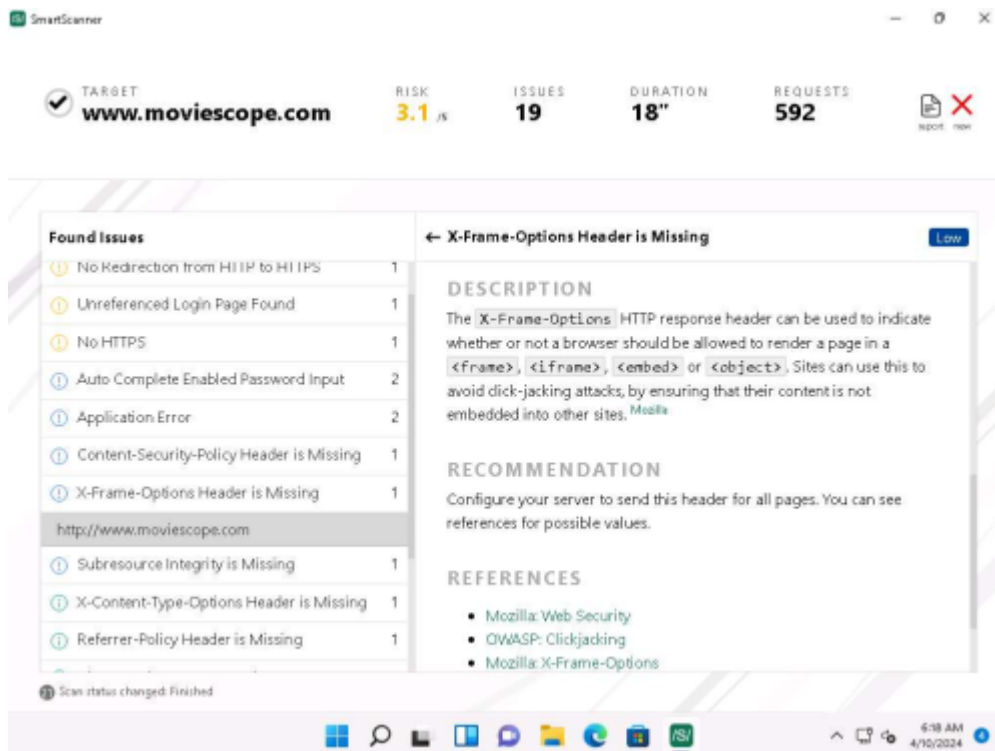 SmartScanner
TARGET
www.moviescope.com
RISK
3.1 /5
ISSUES
19
DURATION
18"
REQUESTS
592
report
new
Found Issues
No Redirection from HTTP to HTTPS 1
Unreferenced Login Page Found 1
No HTTPS 1
Auto Complete Enabled Password Input 2
Application Error 2
Content-Security-Policy Header is Missing 1
X-Frame-Options Header is Missing 1
http://www.moviescope.com
Subresource Integrity is Missing 1
X-Content-Type-Options Header is Missing 1
Referrer-Policy Header is Missing 1
← X-Frame-Options Header is Missing
Low
DESCRIPTION
The X-Frame-Options HTTP response header can be used to indicate
whether or not a browser should be allowed to render a page in a
<frame>, <iframe>, <embed> or <object>. Sites can use this to
avoid click-jacking attacks, by ensuring that their content is not
embedded into other sites. Mozilla
RECOMMENDATION
Configure your server to send this header for all pages. You can see
references for possible values.
REFERENCES
• Mozilla: Web Security
• OWASP: Clickjacking
• Mozilla: X-Frame-Options
Scan status changed: Finished
/S/
6:18 AM
4/10/2024